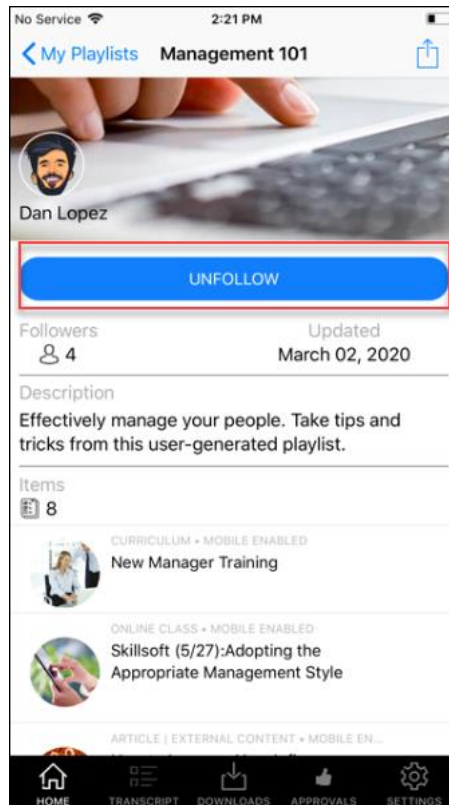 No Service 2:21 PM
My Playlists Management 101
Dan Lopez
UNFOLLOW
Followers Updated
4 March 02, 2020
Description
Effectively manage your people. Take tips and
tricks from this user-generated playlist.
Items
8
CURRICULUM • MOBILE ENABLED
New Manager Training
ONLINE CLASS • MOBILE ENABLED
Skillsoft (5/27):Adopting the
Appropriate Management Style
ARTICLE | EXTERNAL CONTENT • MOBILE EN...
HOME TRANSCRIPT DOWNLOADS APPROVALS SETTINGS